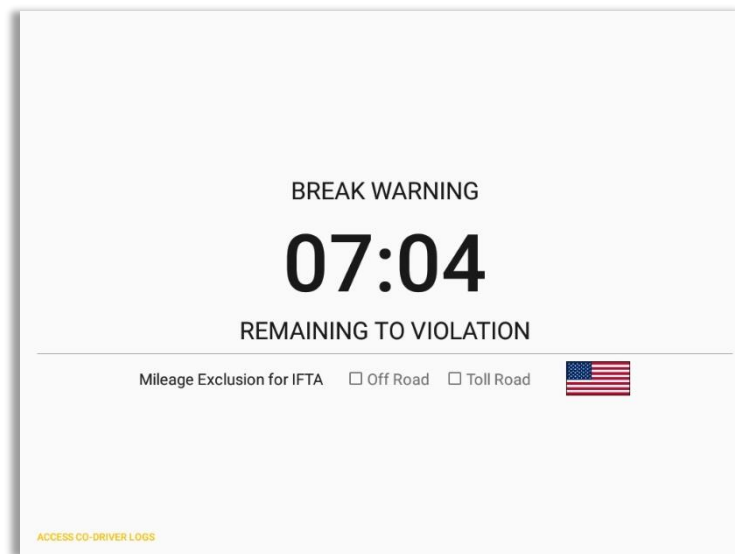 BREAK WARNING
07:04
REMAINING TO VIOLATION
Mileage Exclusion for IFTA Off Road Toll Road
ACCESS CO-DRIVER LOGS